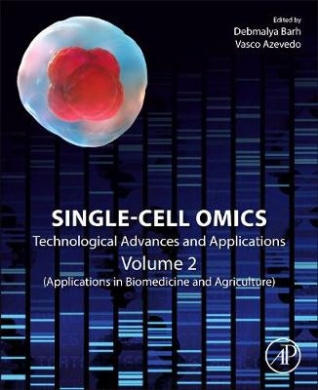 Edited by
Debmalya Barh
Vasco Azevedo
SINGLE-CELL OMICS
Technological Advances and Applications
Volume 2
(Applications in Biomedicine and Agriculture)
AP